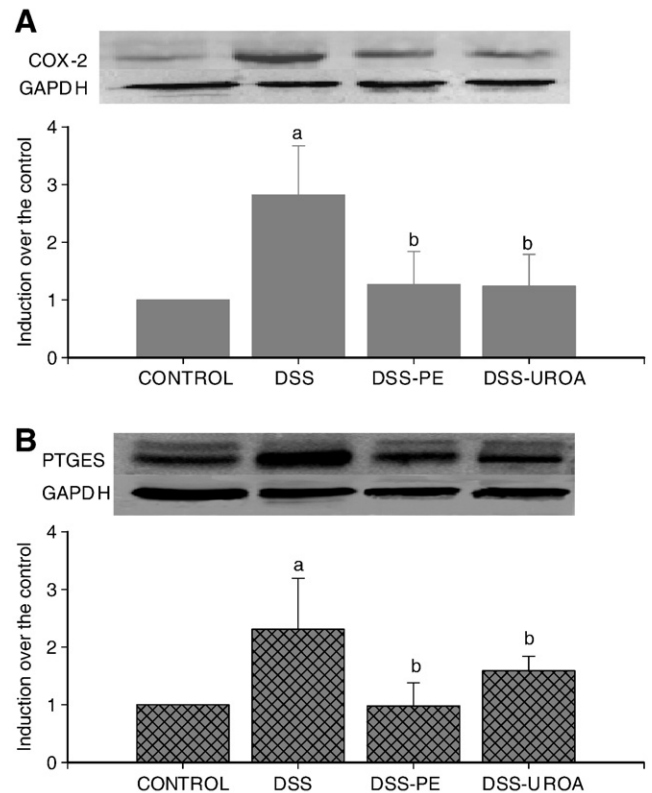 A
COX-2
GAPDH
Induction over the control
4
3
2
1
0
a
b
b
CONTROL DSS DSS-PE DSS-UROA
B
PTGES
GAPDH
Induction over the control
4
3
2
1
0
a
b
b
CONTROL DSS DSS-PE DSS-UROA